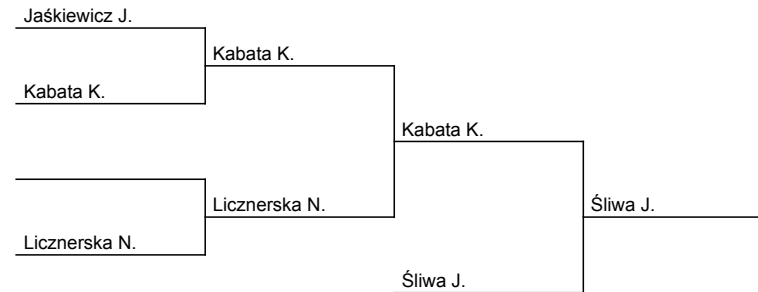 Jaśkiewicz J.
Kabata K.
Kabata K.
Kabata K.
Licznerska N.
Śliwa J.
Licznerska N.
Śliwa J.